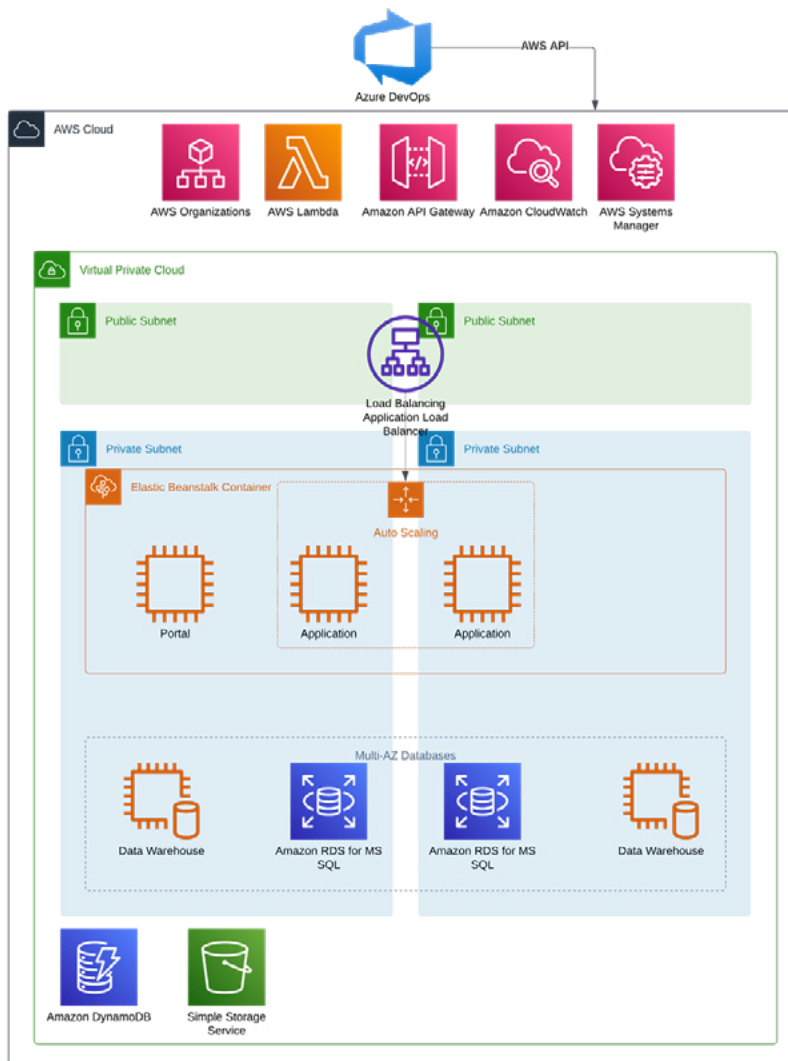 AWS API
Azure DevOps
AWS Cloud
AWS Organizations
AWS Lambda
Amazon API Gateway
Amazon CloudWatch
AWS Systems
Manager
Virtual Private Cloud
Public Subnet
Public Subnet
Load Balancing
Application Load
Balancer
Private Subnet
Private Subnet
Elastic Beanstalk Container
Auto Scaling
Portal
Application
Application
Multi-AZ Databases
Data Warehouse
Amazon RDS for MS
SQL
Amazon RDS for MS
SQL
Data Warehouse
Amazon DynamoDB
Simple Storage
Service